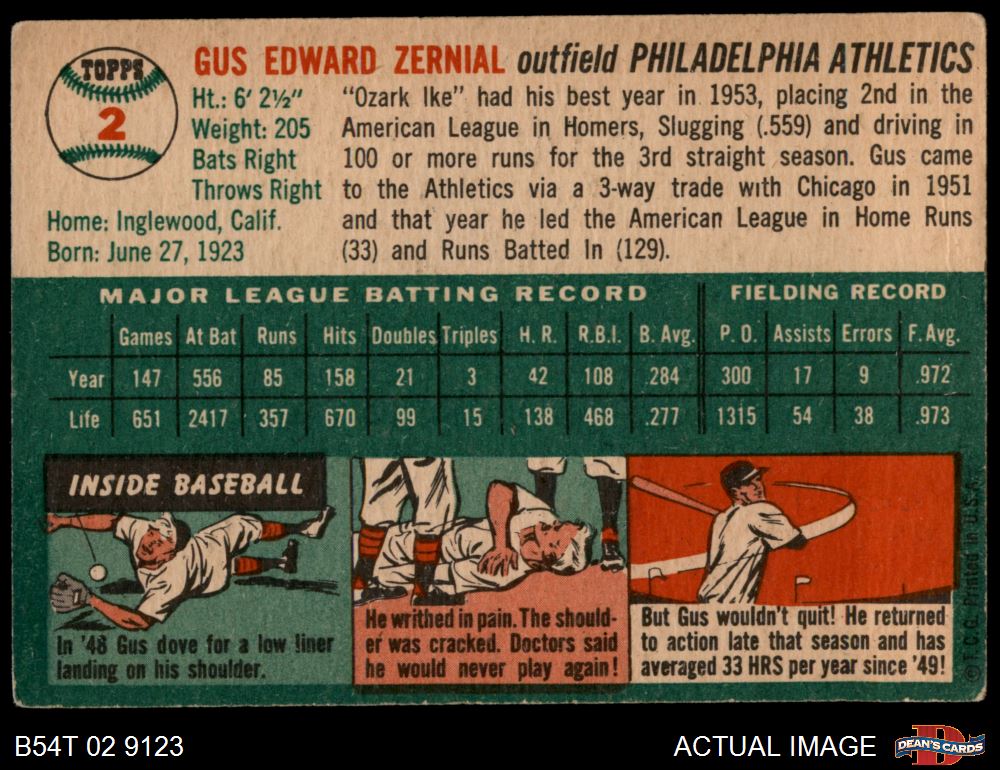 TOPPS
2
GUS EDWARD ZERNIAL outfield PHILADELPHIA ATHLETICS
Ht.: 6' 2½"
Weight: 205
Bats Right
Throws Right
Home: Inglewood, Calif.
Born: June 27, 1923
"Ozark Ike" had his best year in 1953, placing 2nd in the
American League in Homers, Slugging (.559) and driving in
100 or more runs for the 3rd straight season. Gus came
to the Athletics via a 3-way trade with Chicago in 1951
and that year he led the American League in Home Runs
(33) and Runs Batted In (129).
MAJOR LEAGUE BATTING RECORD FIELDING RECORD
Games At Bat Runs Hits Doubles Triples H. R. R.B.I. B. Avg. P. O. Assists Errors F. Avg.
Year 147 556 85 158 21 3 42 108 .284 300 17 9 .972
Life 651 2417 357 670 99 15 138 468 .277 1315 54 38 .973
INSIDE BASEBALL
In '48 Gus dove for a low liner
landing on his shoulder.
He writhed in pain. The should-
er was cracked. Doctors said
he would never play again!
But Gus wouldn't quit! He returned
to action late that season and has
averaged 33 HRS per year since '49!
© T. C. G. Printed in U.S.A.
B54T 02 9123
ACTUAL IMAGE
D
DEAN'S CARDS